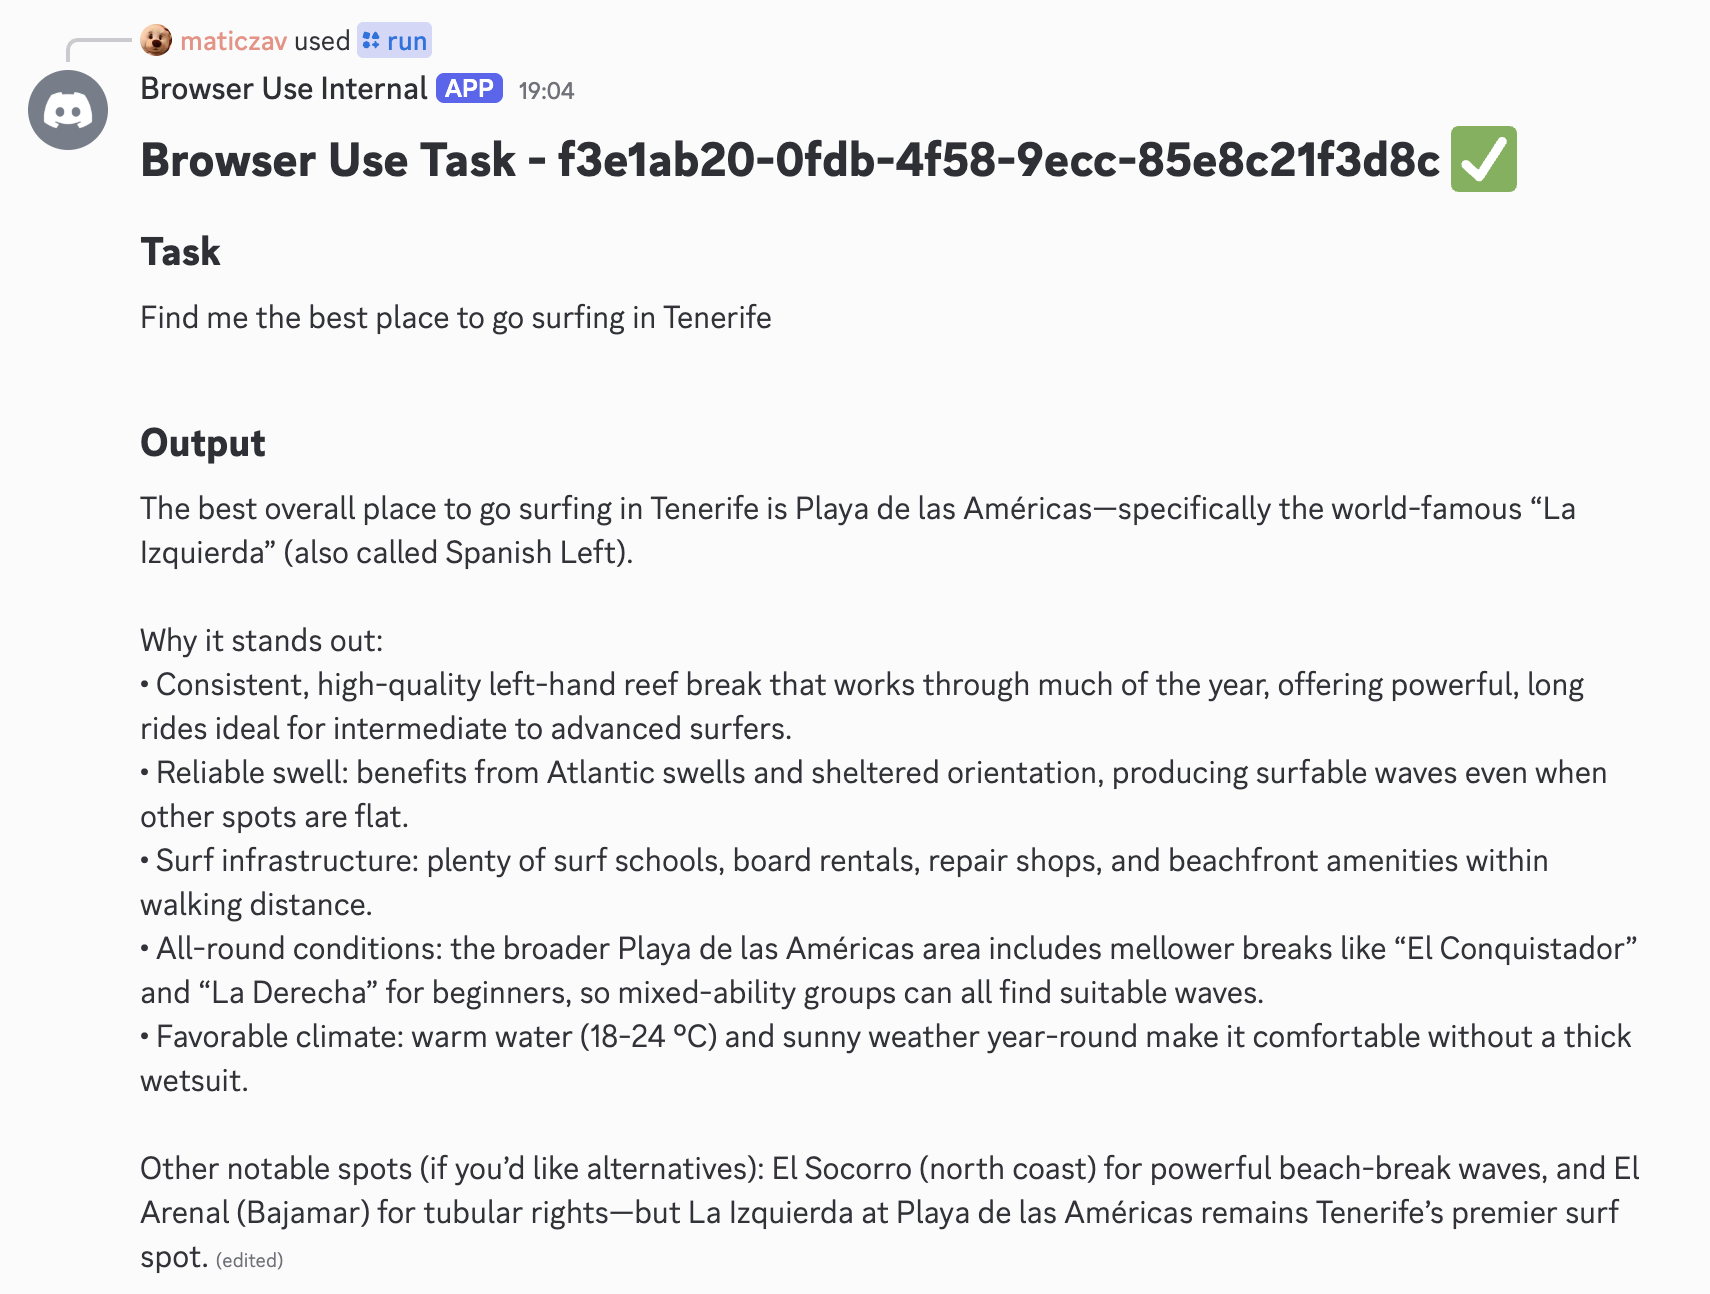 maticzav used run
Browser Use Internal APP 19:04
Browser Use Task - f3e1ab20-0fdb-4f58-9ecc-85e8c21f3d8c ✅
Task
Find me the best place to go surfing in Tenerife
Output
The best overall place to go surfing in Tenerife is Playa de las Américas—specifically the world-famous “La
Izquierda” (also called Spanish Left).
Why it stands out:
• Consistent, high-quality left-hand reef break that works through much of the year, offering powerful, long
rides ideal for intermediate to advanced surfers.
• Reliable swell: benefits from Atlantic swells and sheltered orientation, producing surfable waves even when
other spots are flat.
• Surf infrastructure: plenty of surf schools, board rentals, repair shops, and beachfront amenities within
walking distance.
• All-round conditions: the broader Playa de las Américas area includes mellower breaks like “El Conquistador”
and “La Derecha” for beginners, so mixed-ability groups can all find suitable waves.
• Favorable climate: warm water (18-24 °C) and sunny weather year-round make it comfortable without a thick
wetsuit.
Other notable spots (if you’d like alternatives): El Socorro (north coast) for powerful beach-break waves, and El
Arenal (Bajamar) for tubular rights—but La Izquierda at Playa de las Américas remains Tenerife’s premier surf
spot. (edited)